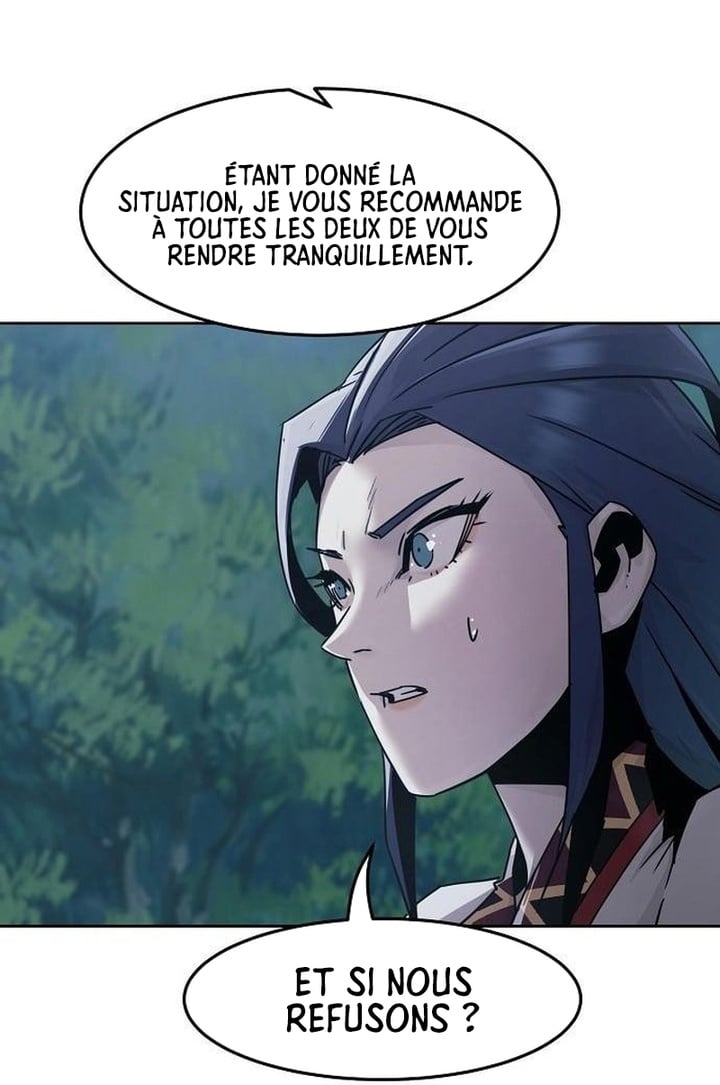 ÉTANT DONNÉ LA
SITUATION, JE VOUS RECOMMANDE
À TOUTES LES DEUX DE VOUS
RENDRE TRANQUILLEMENT.
ET SI NOUS
REFUSONS ?